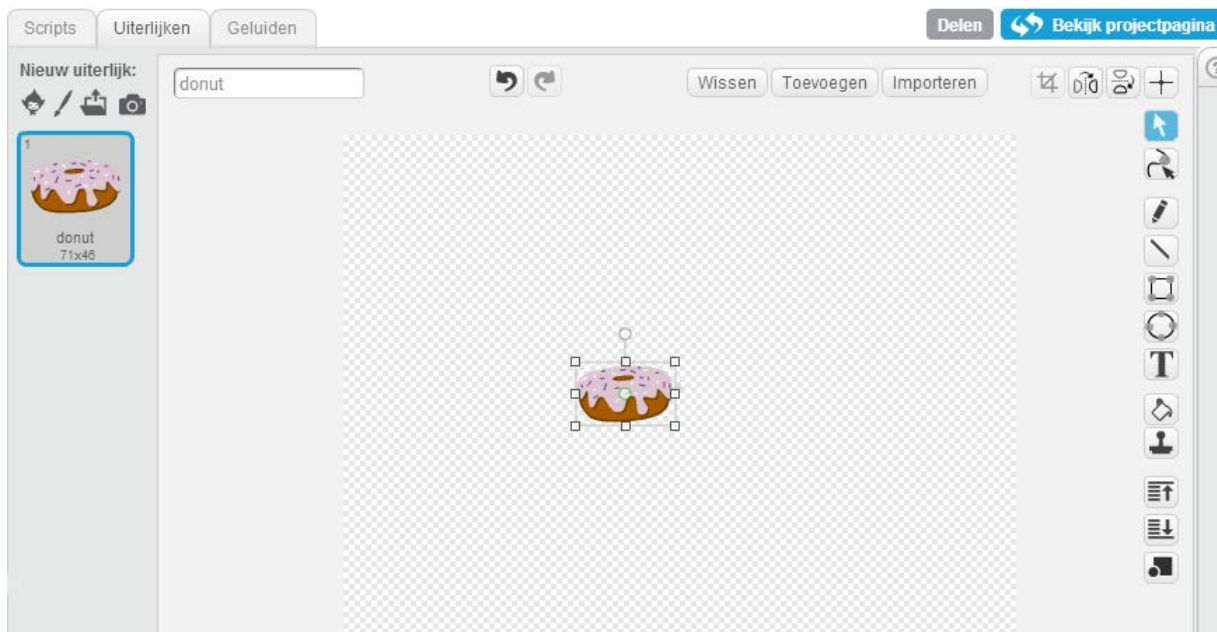 Scripts Uiterlijken Geluiden Delen Bekijk projectpagina
Nieuw uiterlijk:
donut Wissen Toevoegen Importeren
1
donut
71x46
T